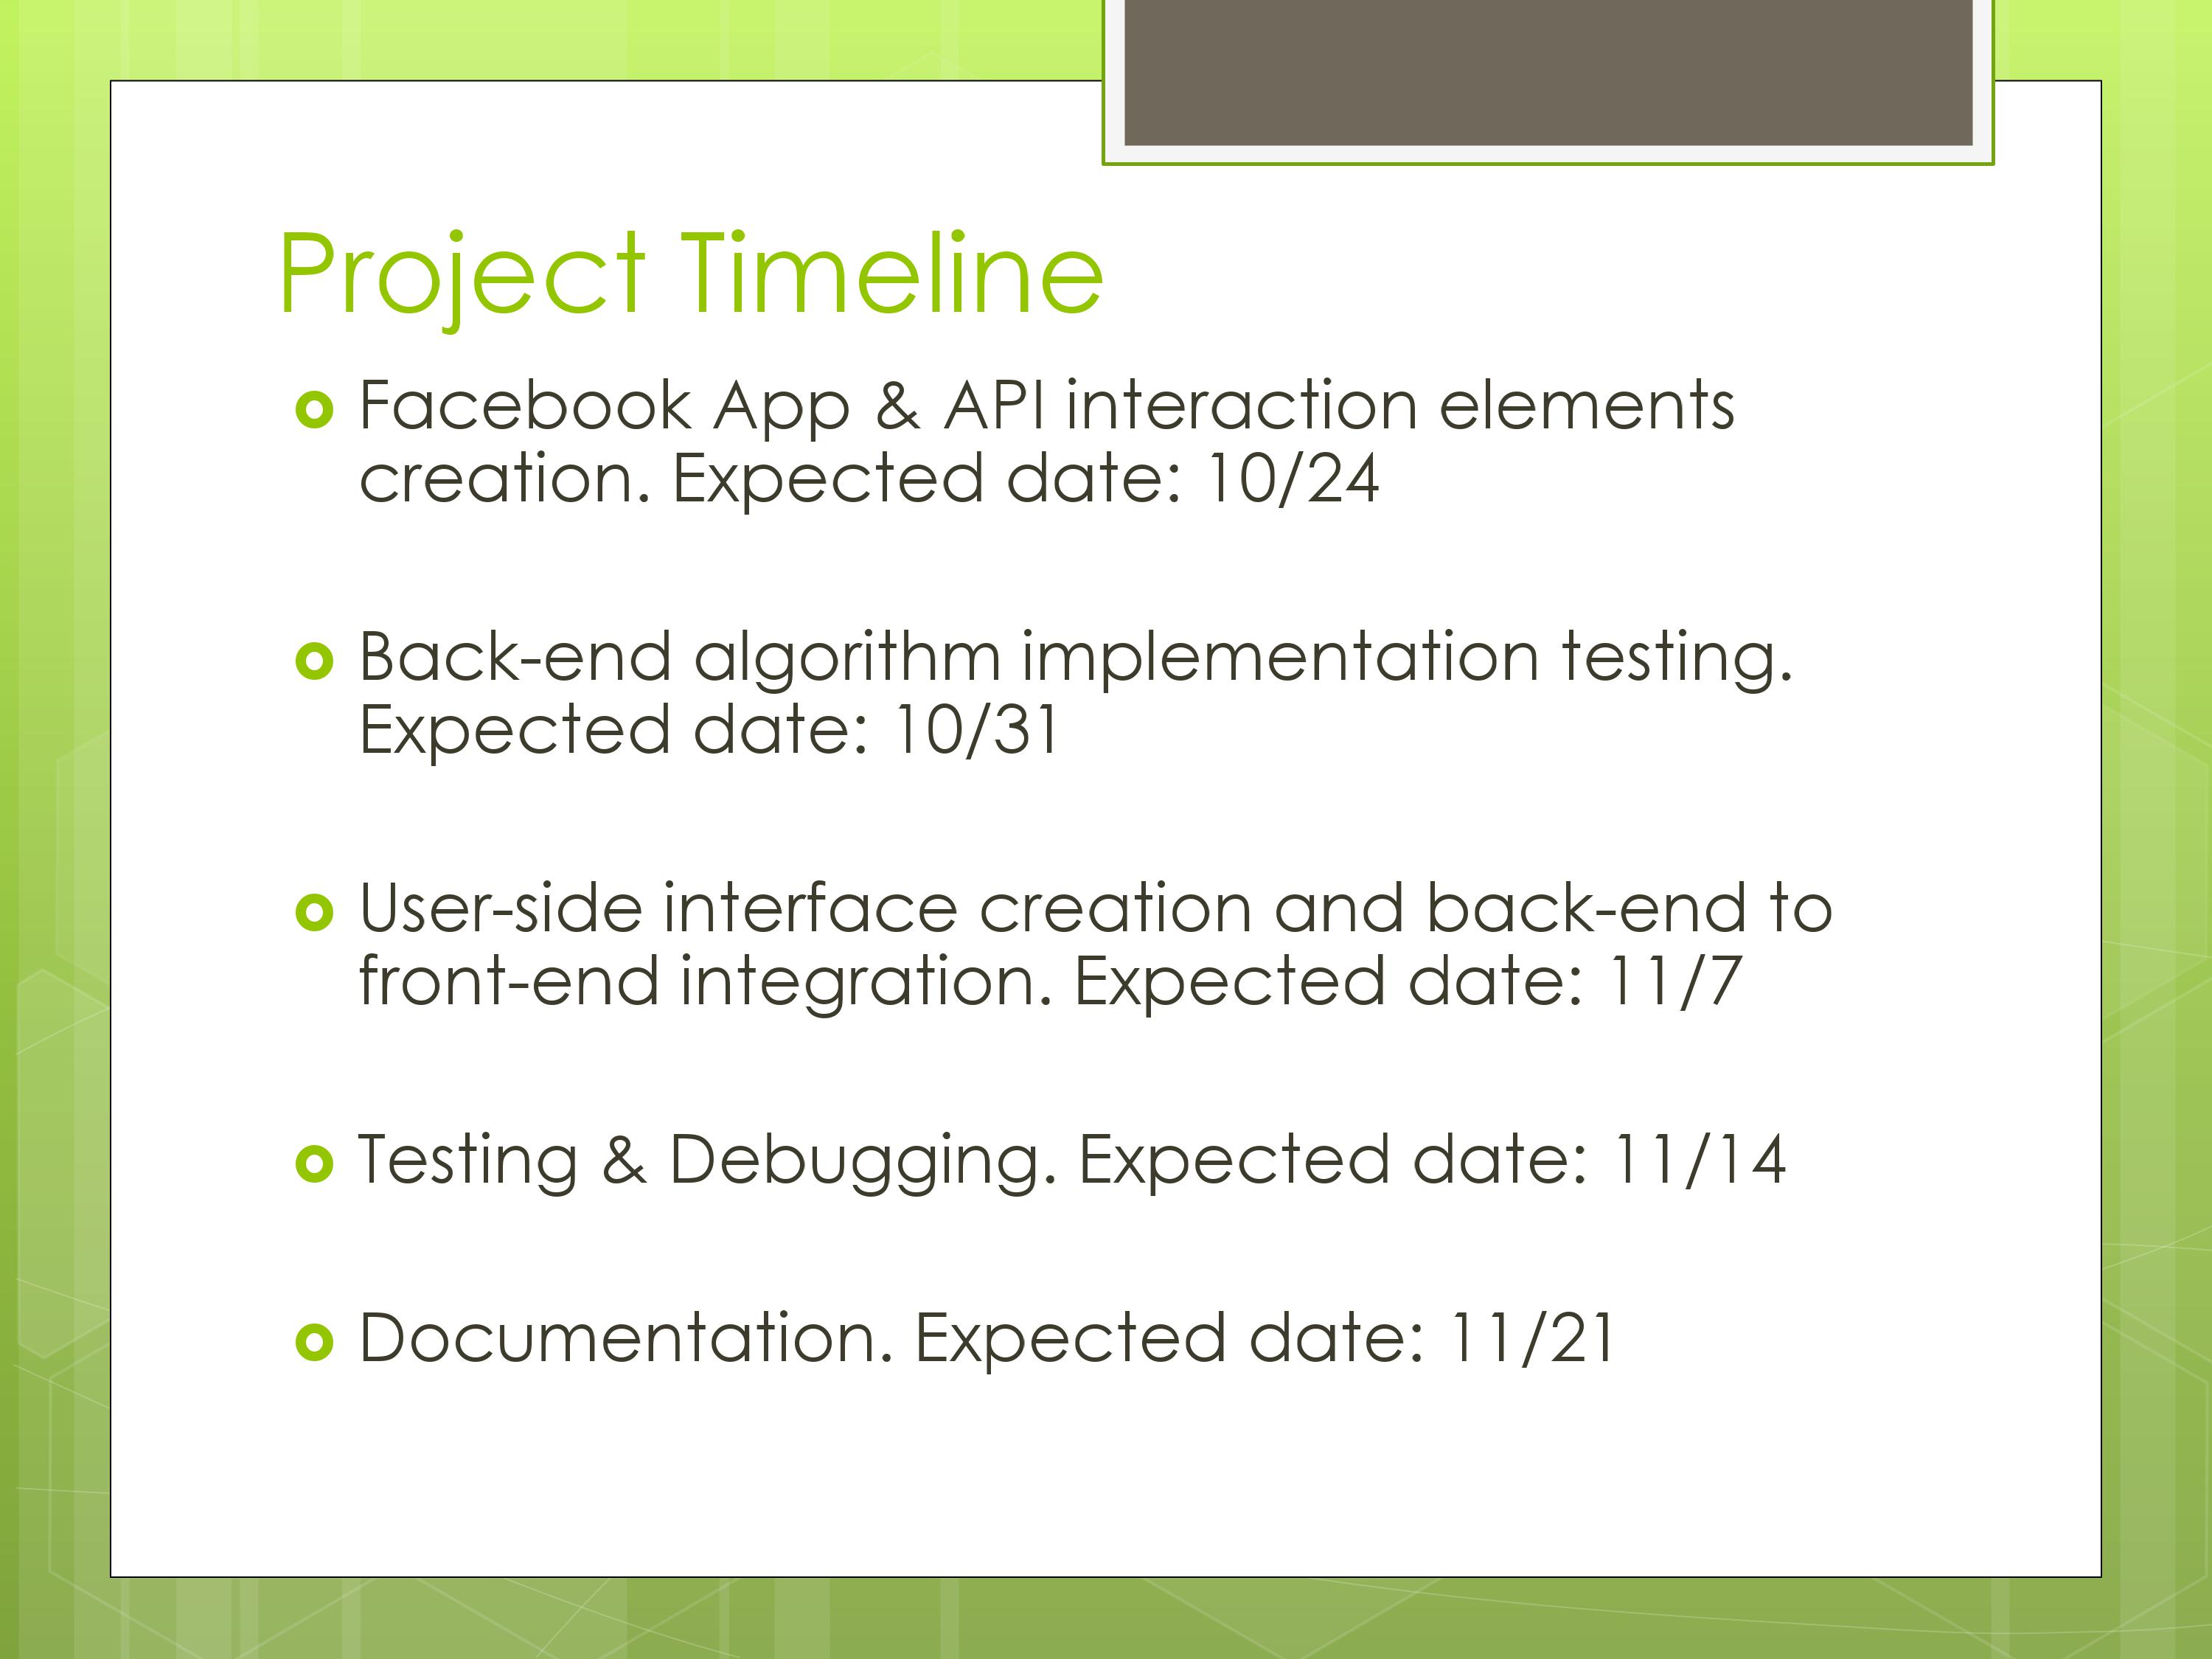 Project Timeline
Facebook App & API interaction elements
creation. Expected date: 10/24
Back-end algorithm implementation testing.
Expected date: 10/31
User-side interface creation and back-end to
front-end integration. Expected date: 11/7
Testing & Debugging. Expected date: 11/14
Documentation. Expected date: 11/21